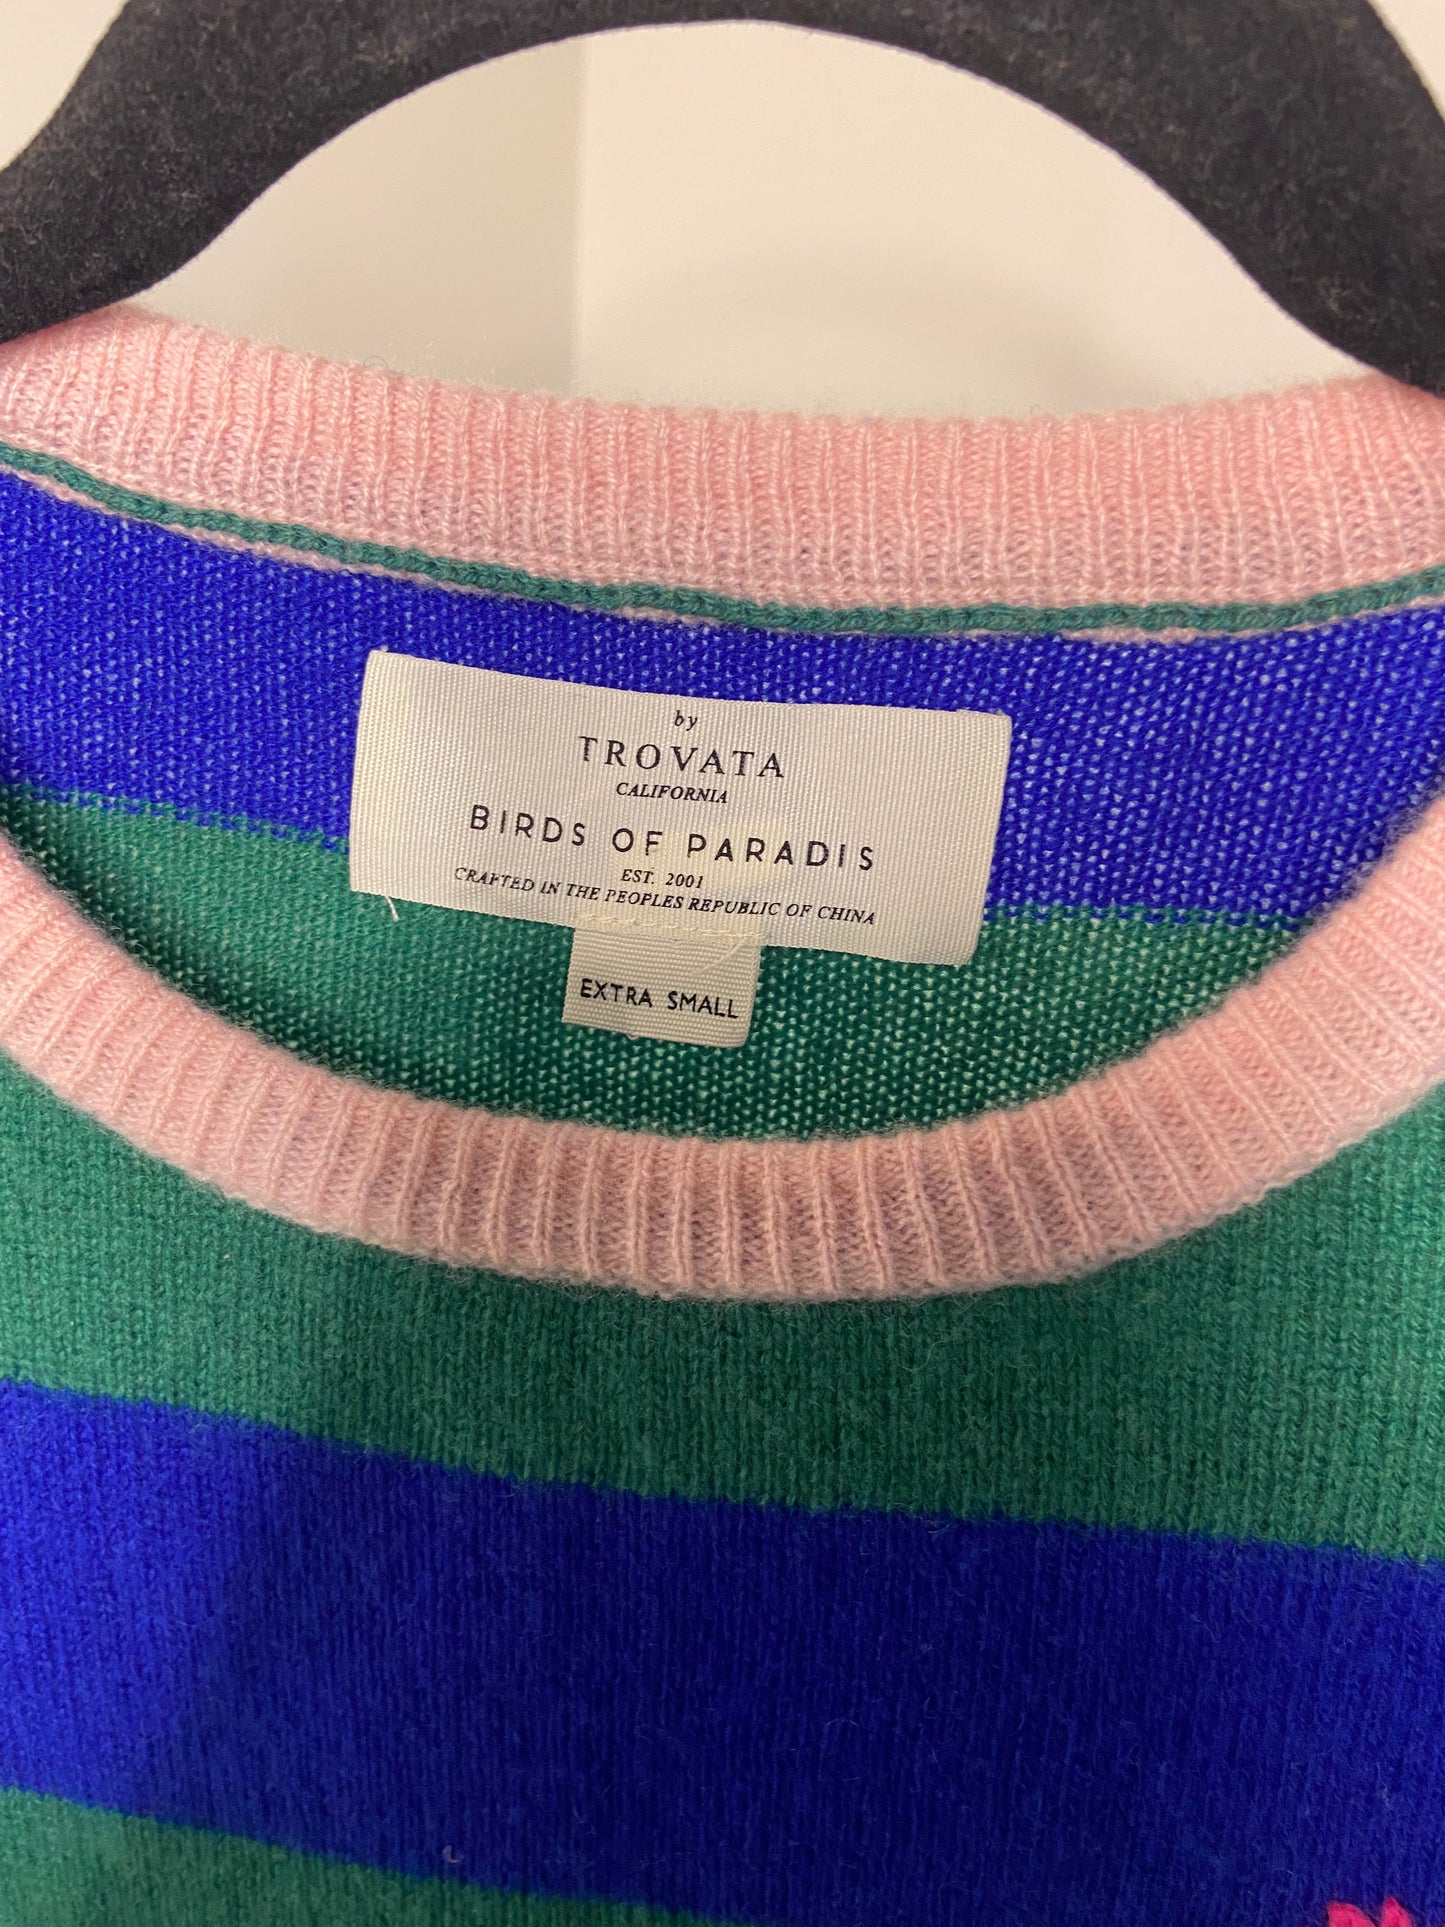 by
TROVATA
CALIFORNIA
BIRDS OF PARADIS
EST. 2001
CRAFTED IN THE PEOPLES REPUBLIC OF CHINA
EXTRA SMALL